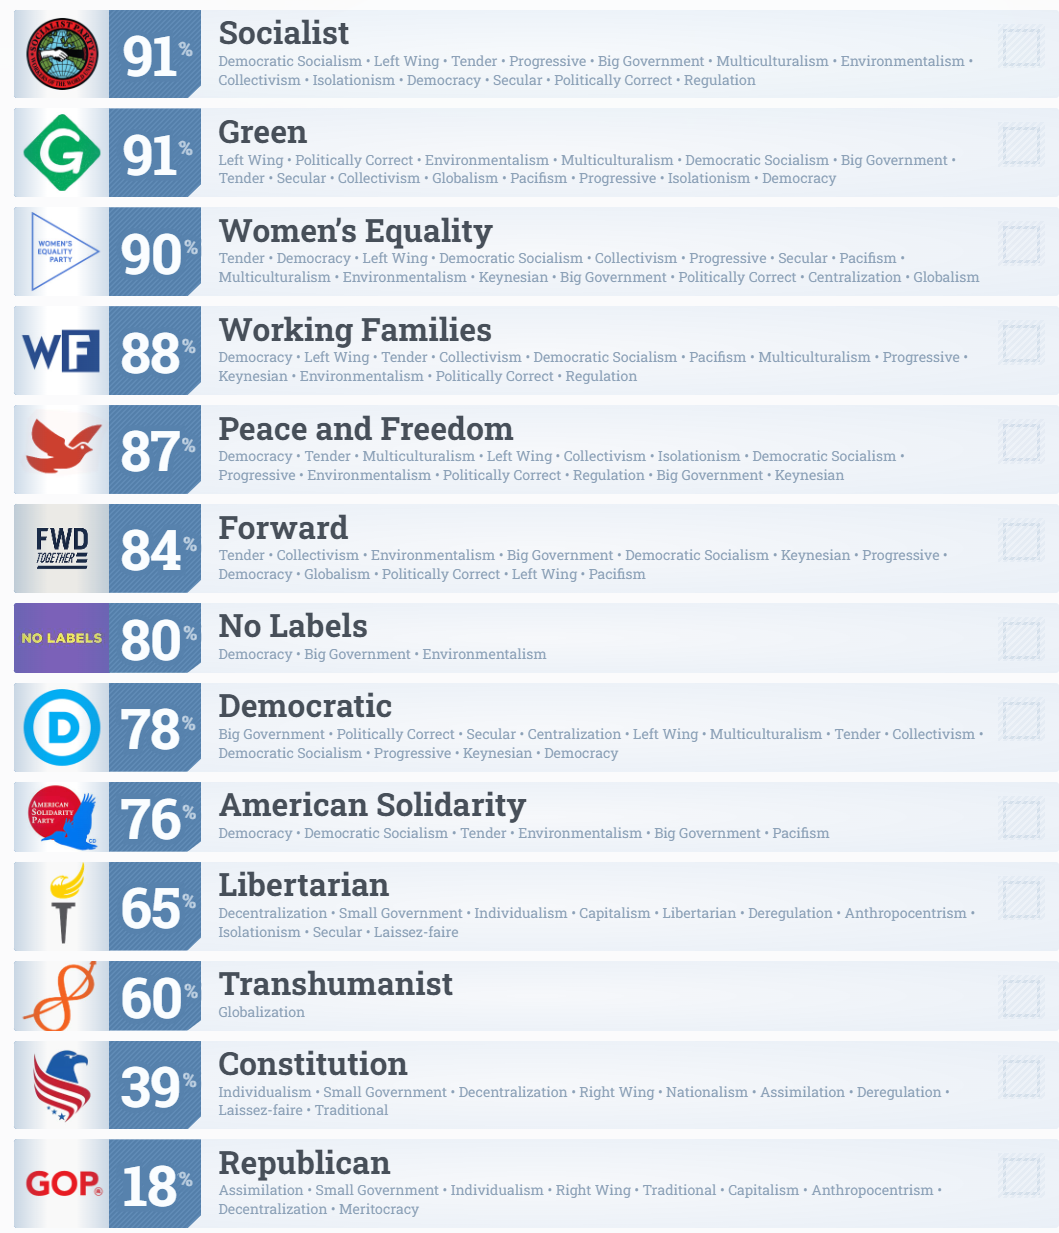 SOCIALIST PARTY
91%
Socialist
Democratic Socialism • Left Wing • Tender • Progressive • Big Government • Multiculturalism • Environmentalism •
Collectivism • Isolationism • Democracy • Secular • Politically Correct • Regulation
G
91%
Green
Left Wing • Politically Correct • Environmentalism • Multiculturalism • Democratic Socialism • Big Government •
Tender • Secular • Collectivism • Globalism • Pacifism • Progressive • Isolationism • Democracy
WOMEN'S
EQUALITY
PARTY
90%
Women’s Equality
Tender • Democracy • Left Wing • Democratic Socialism • Collectivism • Progressive • Secular • Pacifism •
Multiculturalism • Environmentalism • Keynesian • Big Government • Politically Correct • Centralization • Globalism
WF
88%
Working Families
Democracy • Left Wing • Tender • Collectivism • Democratic Socialism • Pacifism • Multiculturalism • Progressive •
Keynesian • Environmentalism • Politically Correct • Regulation
87%
Peace and Freedom
Democracy • Tender • Multiculturalism • Left Wing • Collectivism • Isolationism • Democratic Socialism •
Progressive • Environmentalism • Politically Correct • Regulation • Big Government • Keynesian
FWD
TOGETHER
84%
Forward
Tender • Collectivism • Environmentalism • Big Government • Democratic Socialism • Keynesian • Progressive •
Democracy • Globalism • Politically Correct • Left Wing • Pacifism
NO LABELS
80%
No Labels
Democracy • Big Government • Environmentalism
D
78%
Democratic
Big Government • Politically Correct • Secular • Centralization • Left Wing • Multiculturalism • Tender • Collectivism •
Democratic Socialism • Progressive • Keynesian • Democracy
AMERICAN
SOLIDARITY
PARTY
76%
American Solidarity
Democracy • Democratic Socialism • Tender • Environmentalism • Big Government • Pacifism
65%
Libertarian
Decentralization • Small Government • Individualism • Capitalism • Libertarian • Deregulation • Anthropocentrism •
Isolationism • Secular • Laissez-faire
60%
Transhumanist
Globalization
39%
Constitution
Individualism • Small Government • Decentralization • Right Wing • Nationalism • Assimilation • Deregulation •
Laissez-faire • Traditional
GOP®
18%
Republican
Assimilation • Small Government • Individualism • Right Wing • Traditional • Capitalism • Anthropocentrism •
Decentralization • Meritocracy